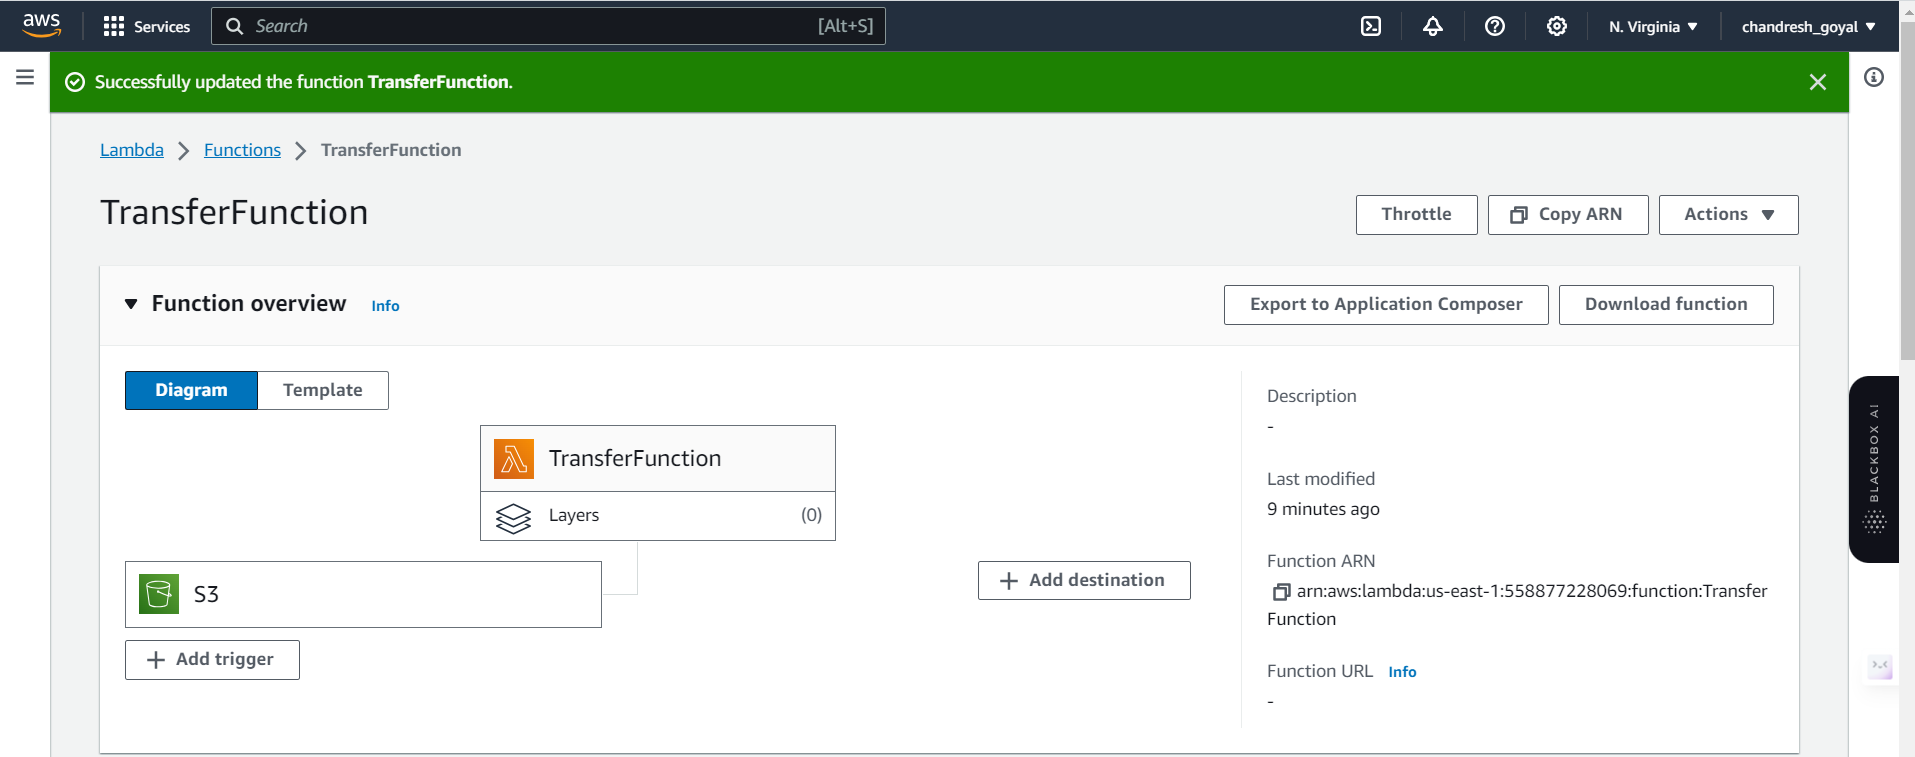 aws
Services
Search [Alt+S]
N. Virginia
chandresh_goyal
Successfully updated the function TransferFunction.
Lambda
Functions
TransferFunction
TransferFunction
Throttle
Copy ARN
Actions
Function overview Info
Export to Application Composer
Download function
Diagram
Template
TransferFunction
Layers (0)
S3
Add trigger
Add destination
Description
-
Last modified
9 minutes ago
Function ARN
arn:aws:lambda:us-east-1:558877228069:function:Transfer
Function
Function URL Info
-
BLACKBOX AI